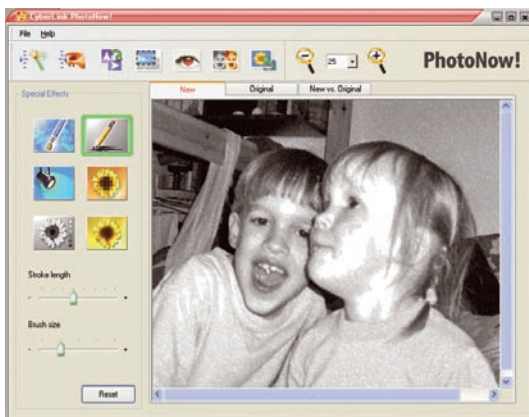 CyberLink PhotoNow!
File Help
25
PhotoNow!
Special Effects
New Original New vs. Original
Stroke length
- +
Brush size
- +
Reset